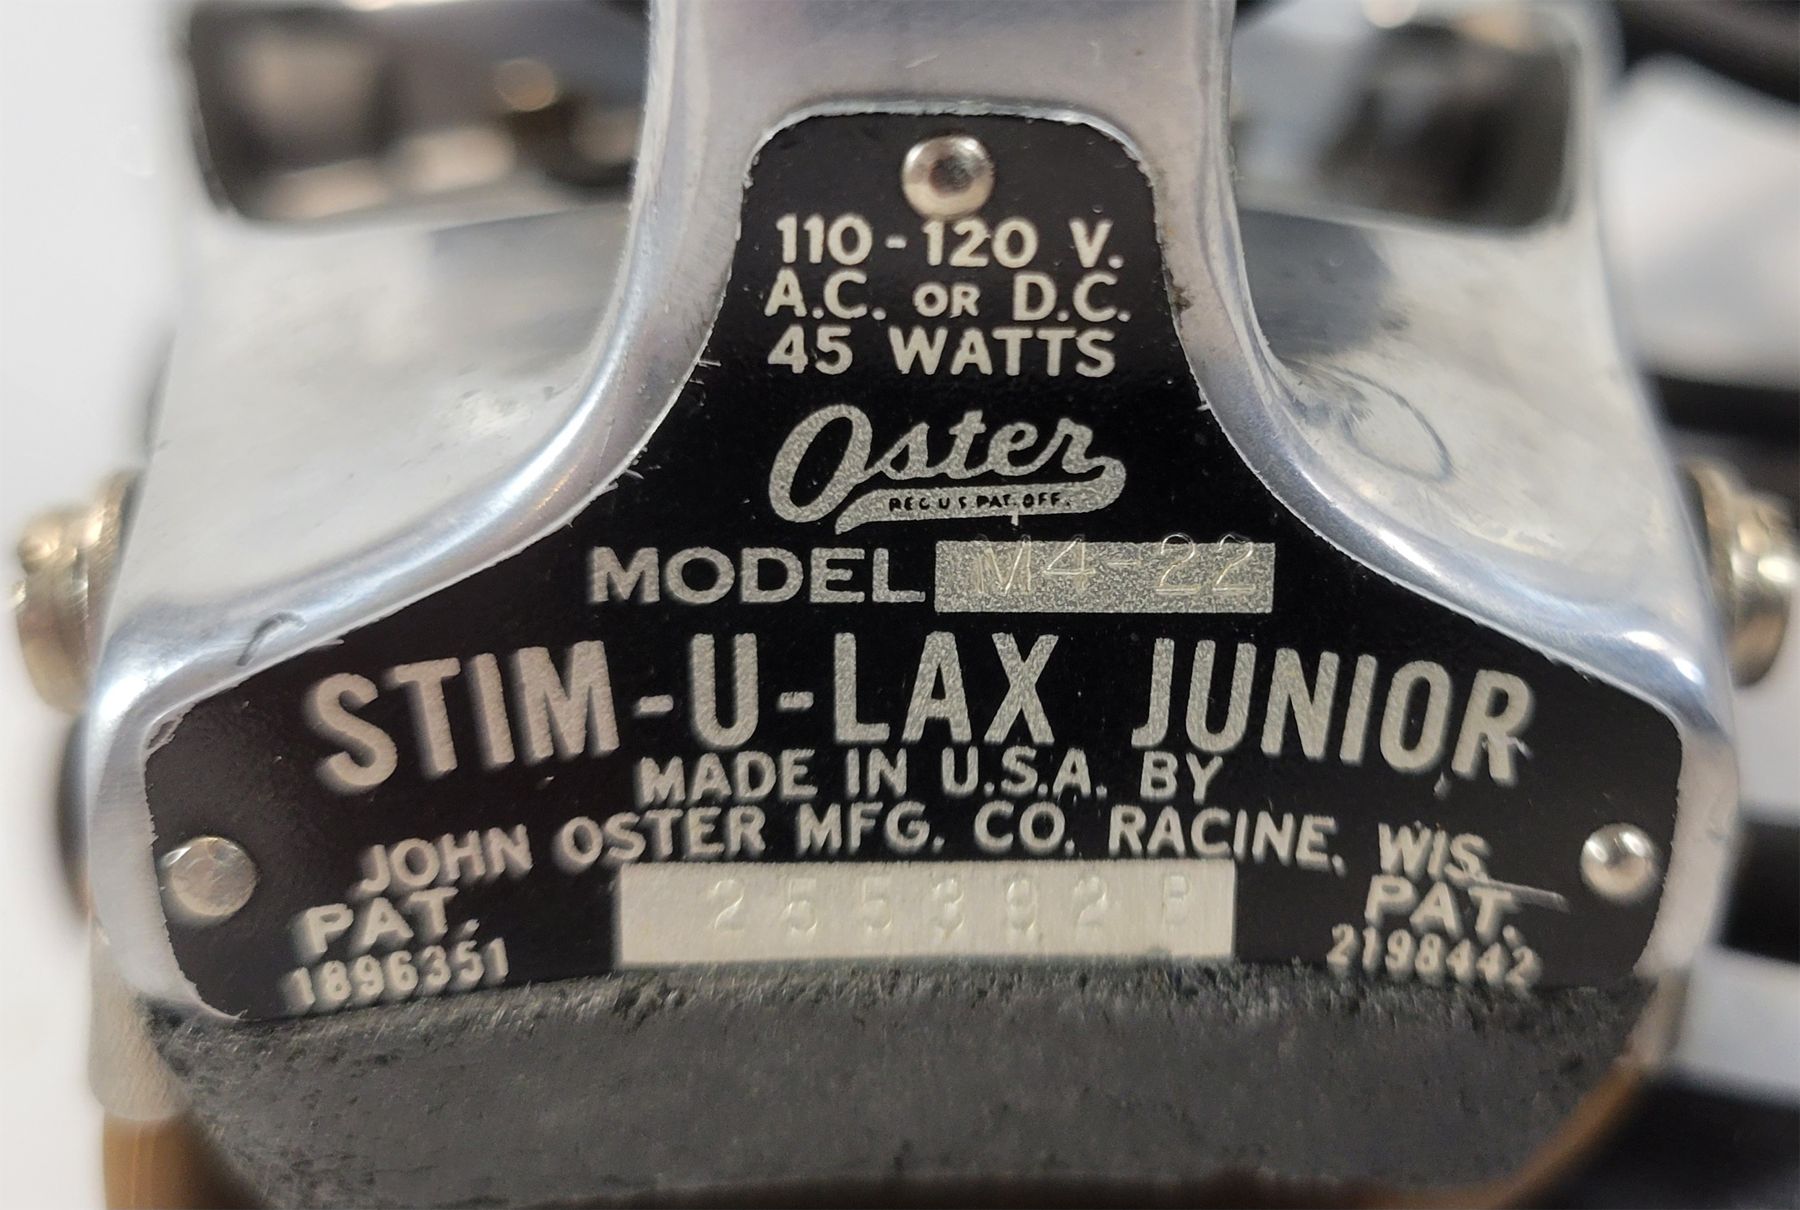 110-120 V.
A.C. OR D.C.
45 WATTS
Oster
REG U S PAT. OFF.
MODEL M4-22
STIM-U-LAX JUNIOR
MADE IN U.S.A. BY
JOHN OSTER MFG. CO. RACINE, WIS.
PAT.
1896351
PAT.
2198442